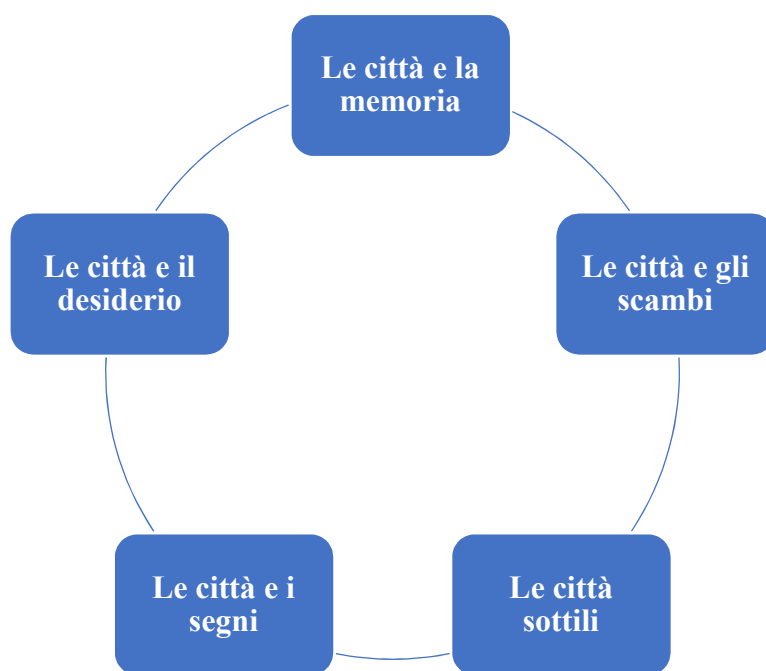 Le città e la
memoria
Le città e il
desiderio
Le città e gli
scambi
Le città e i
segni
Le città
sottili